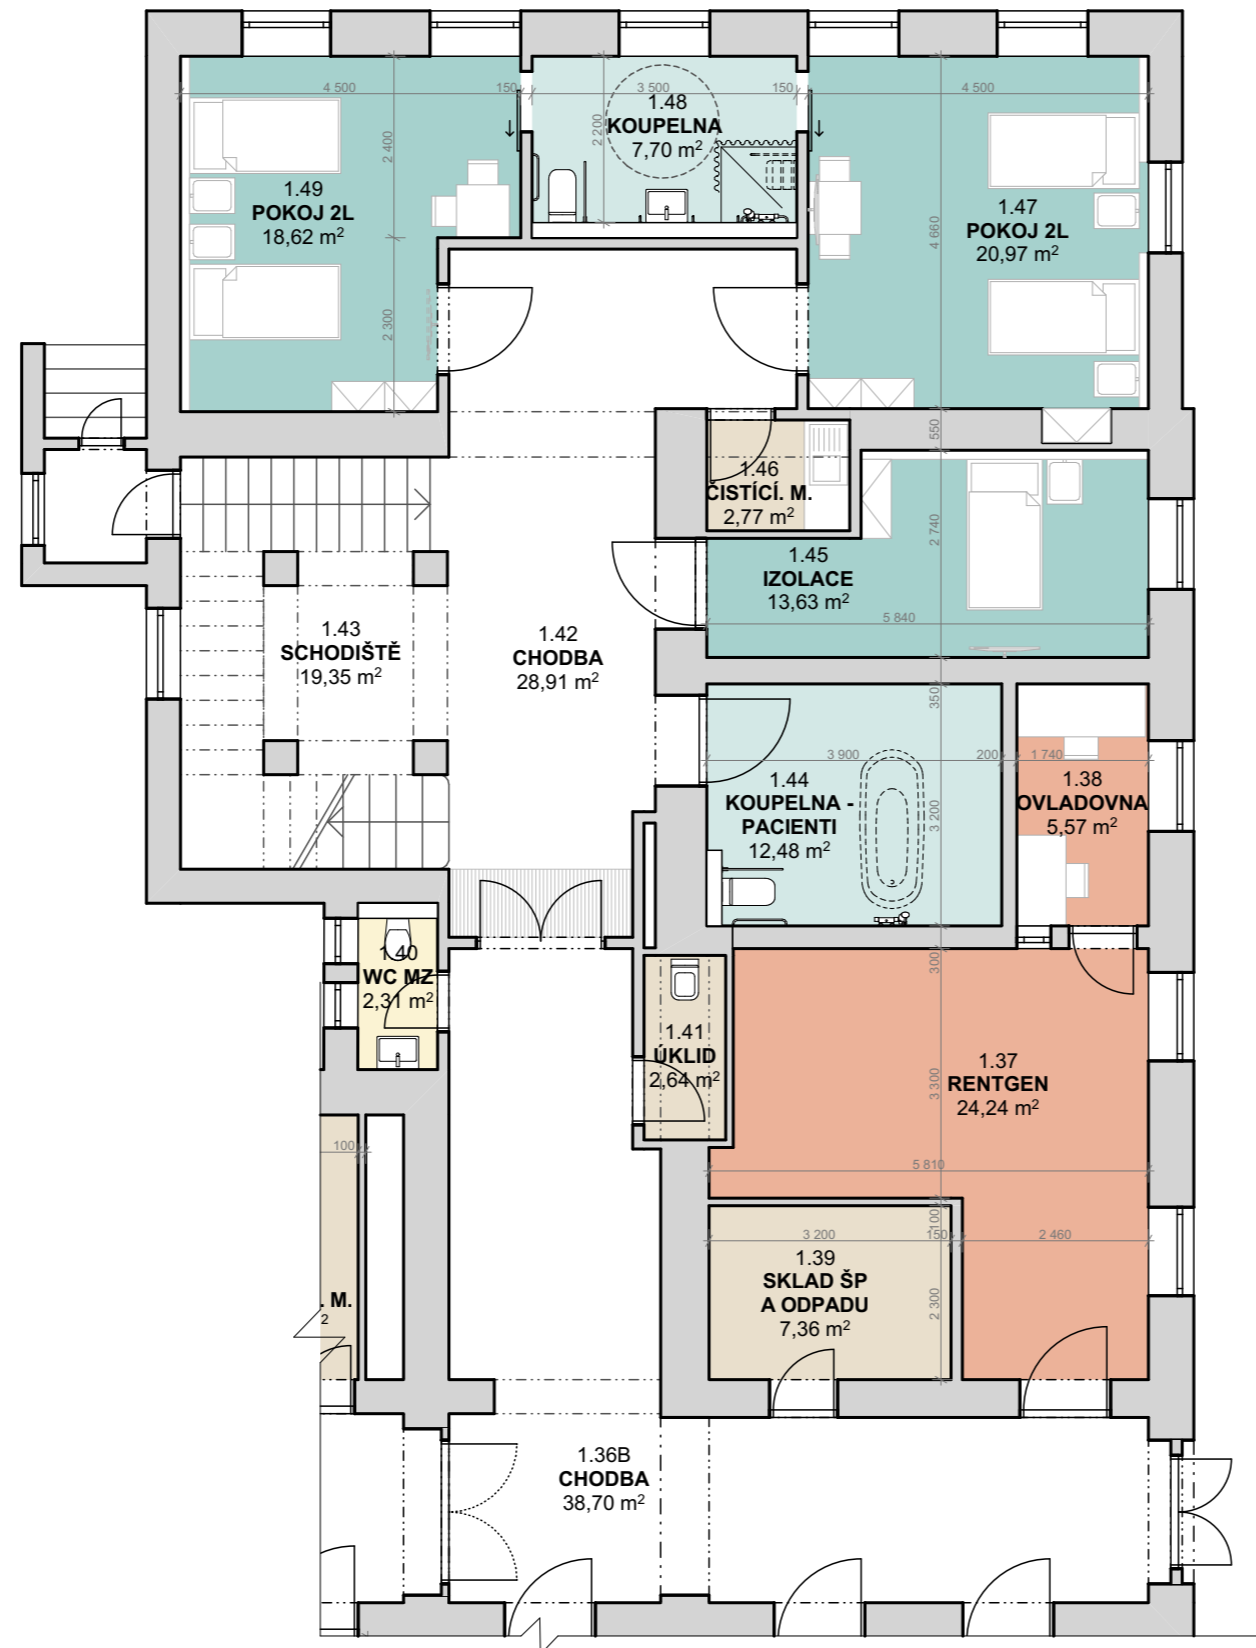 4 500
150
3 500
150
4 500
1.48
KOUPELNA
7,70 m²
2 200
2 400
1.49
POKOJ 2L
18,62 m²
1.47
POKOJ 2L
20,97 m²
4 660
2 300
550
1.46
ČISTÍCÍ. M.
2,77 m²
2 740
1.45
IZOLACE
13,63 m²
5 840
1.43
SCHODIŠTĚ
19,35 m²
1.42
CHODBA
28,91 m²
350
3 900
200
1 740
1.44
KOUPELNA -
PACIENTI
12,48 m²
3 200
1.38
OVLADOVNA
5,57 m²
1.40
WC MZ
2,31 m²
300
1.41
ÚKLID
2,64 m²
1.37
RENTGEN
24,24 m²
3 300
100
5 810
100
3 200
150
2 460
1.39
SKLAD ŠP
A ODPADU
7,36 m²
2 300
. M.
2
1.36B
CHODBA
38,70 m²